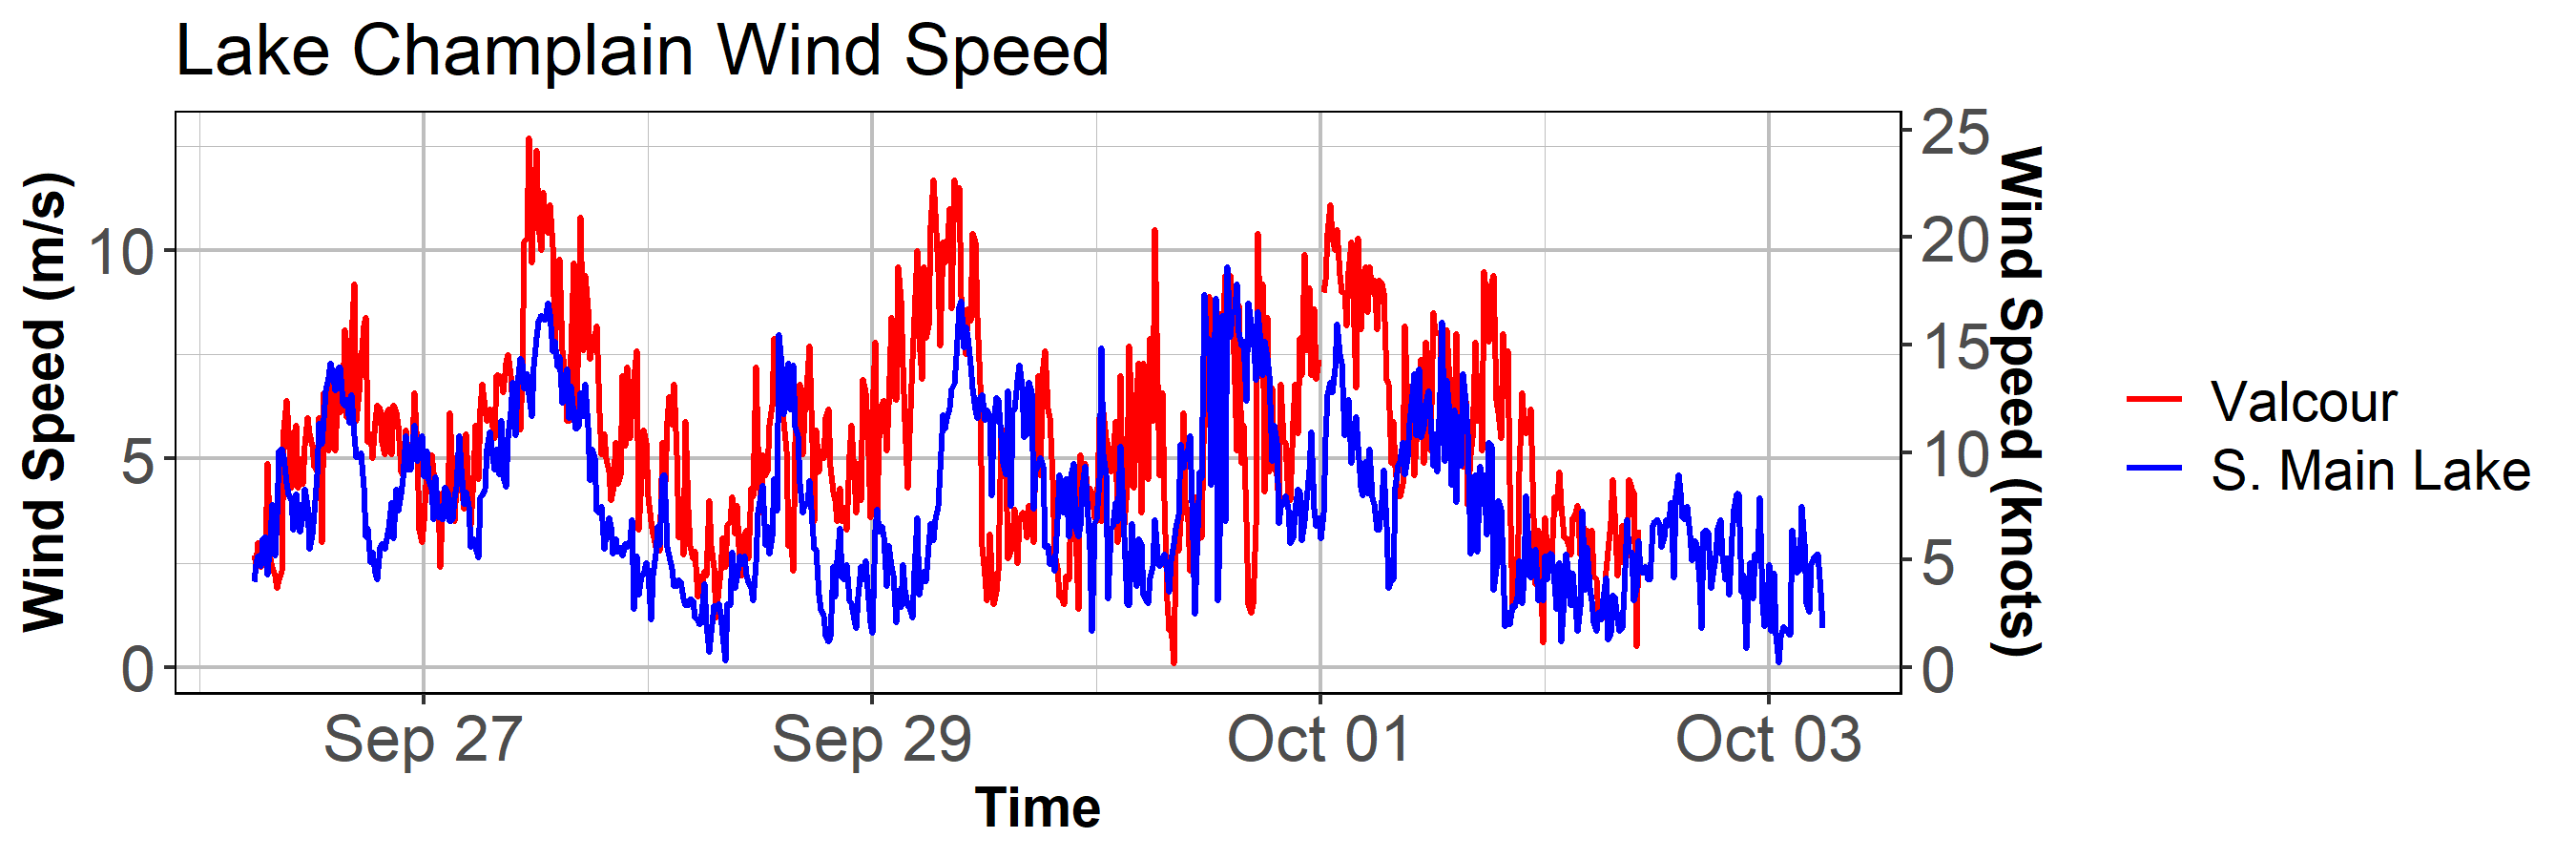 Lake Champlain Wind Speed
Wind Speed (m/s)
10
5
0
25
20
15
10
5
0
Wind Speed (knots)
Sep 27
Sep 29
Oct 01
Oct 03
Time
Valcour
S. Main Lake